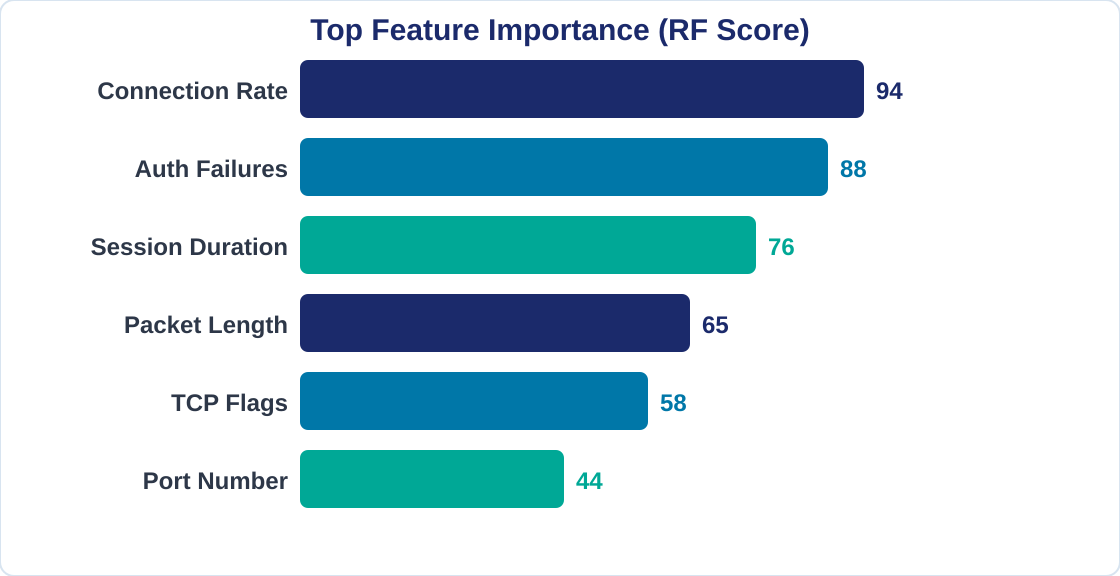 Top Feature Importance (RF Score)
Connection Rate 94
Auth Failures 88
Session Duration 76
Packet Length 65
TCP Flags 58
Port Number 44